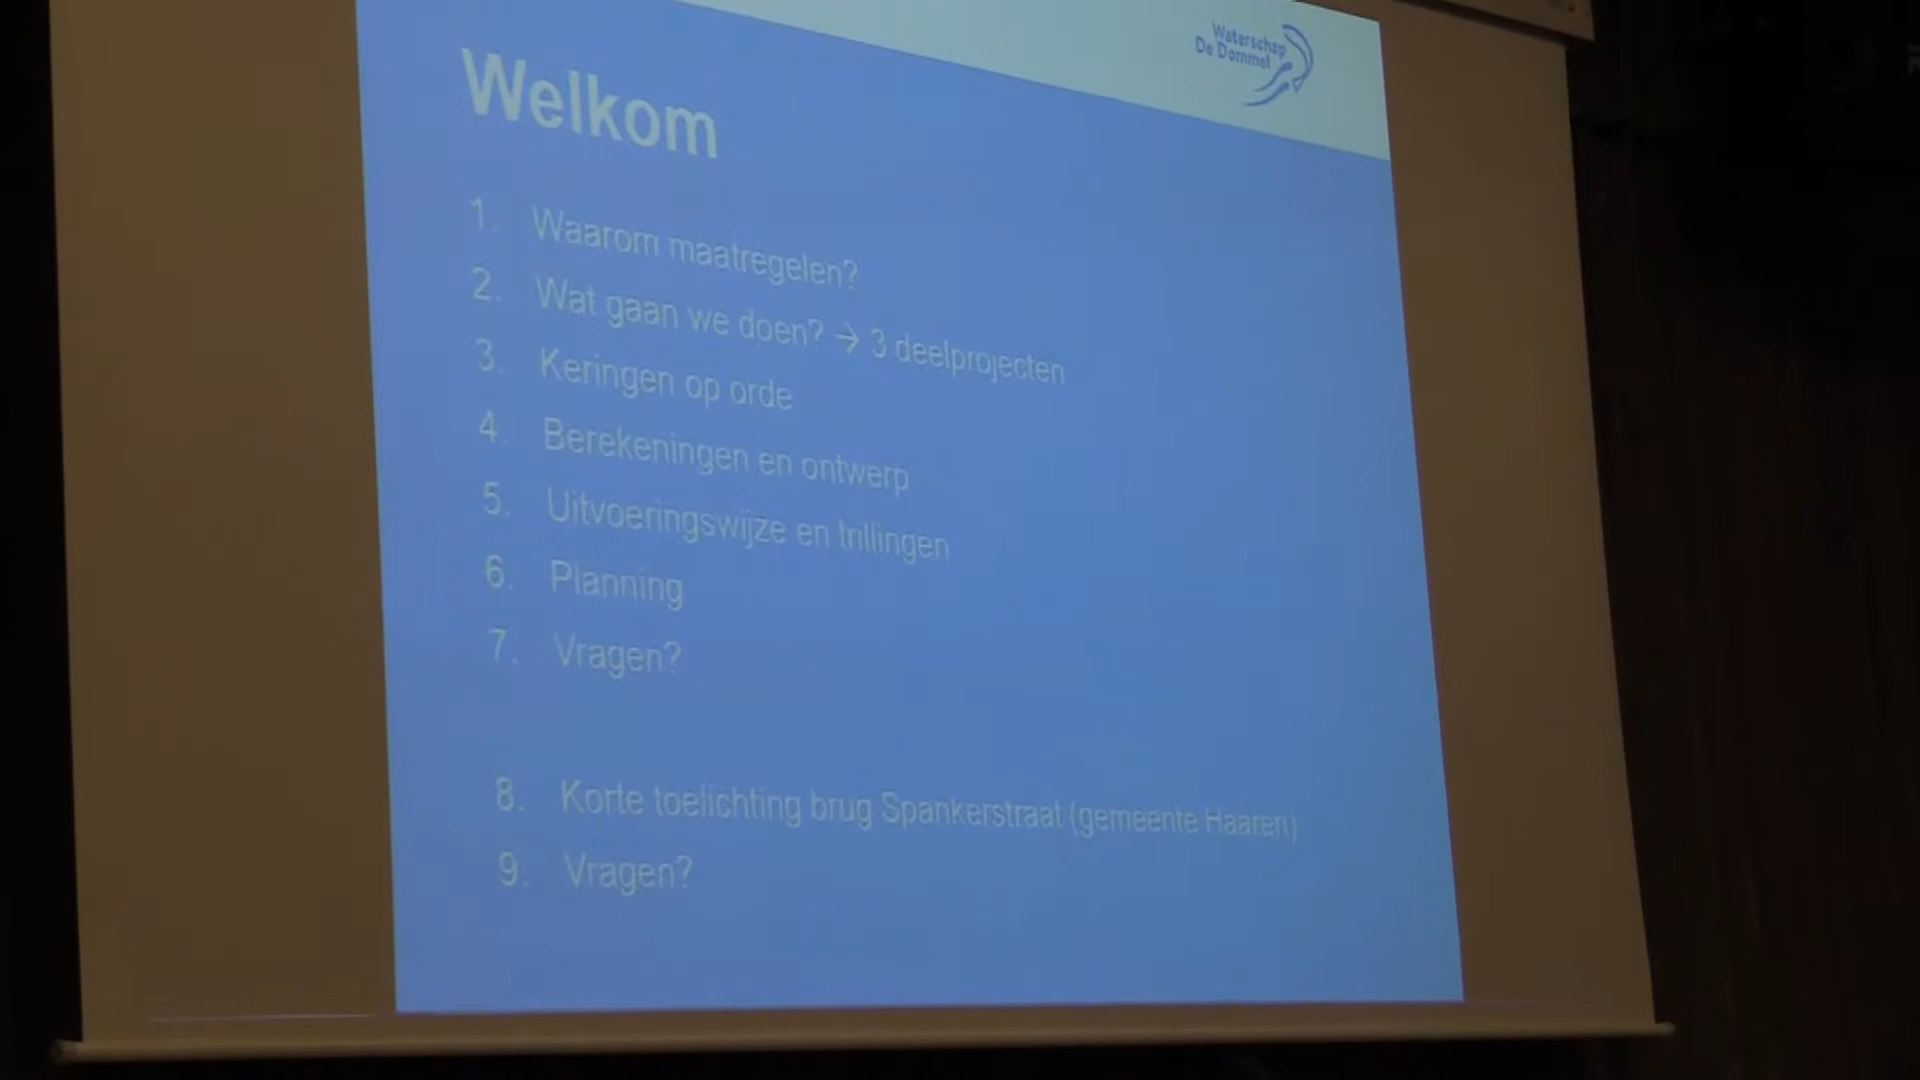 Waterschap
De Dommel
Welkom
1. Waarom maatregelen?
2. Wat gaan we doen? → 3 deelprojecten
3. Keringen op orde
4. Berekeningen en ontwerp
5. Uitvoeringswijze en trillingen
6. Planning
7. Vragen?
8. Korte toelichting brug Spankerstraat (gemeente Haaren)
9. Vragen?